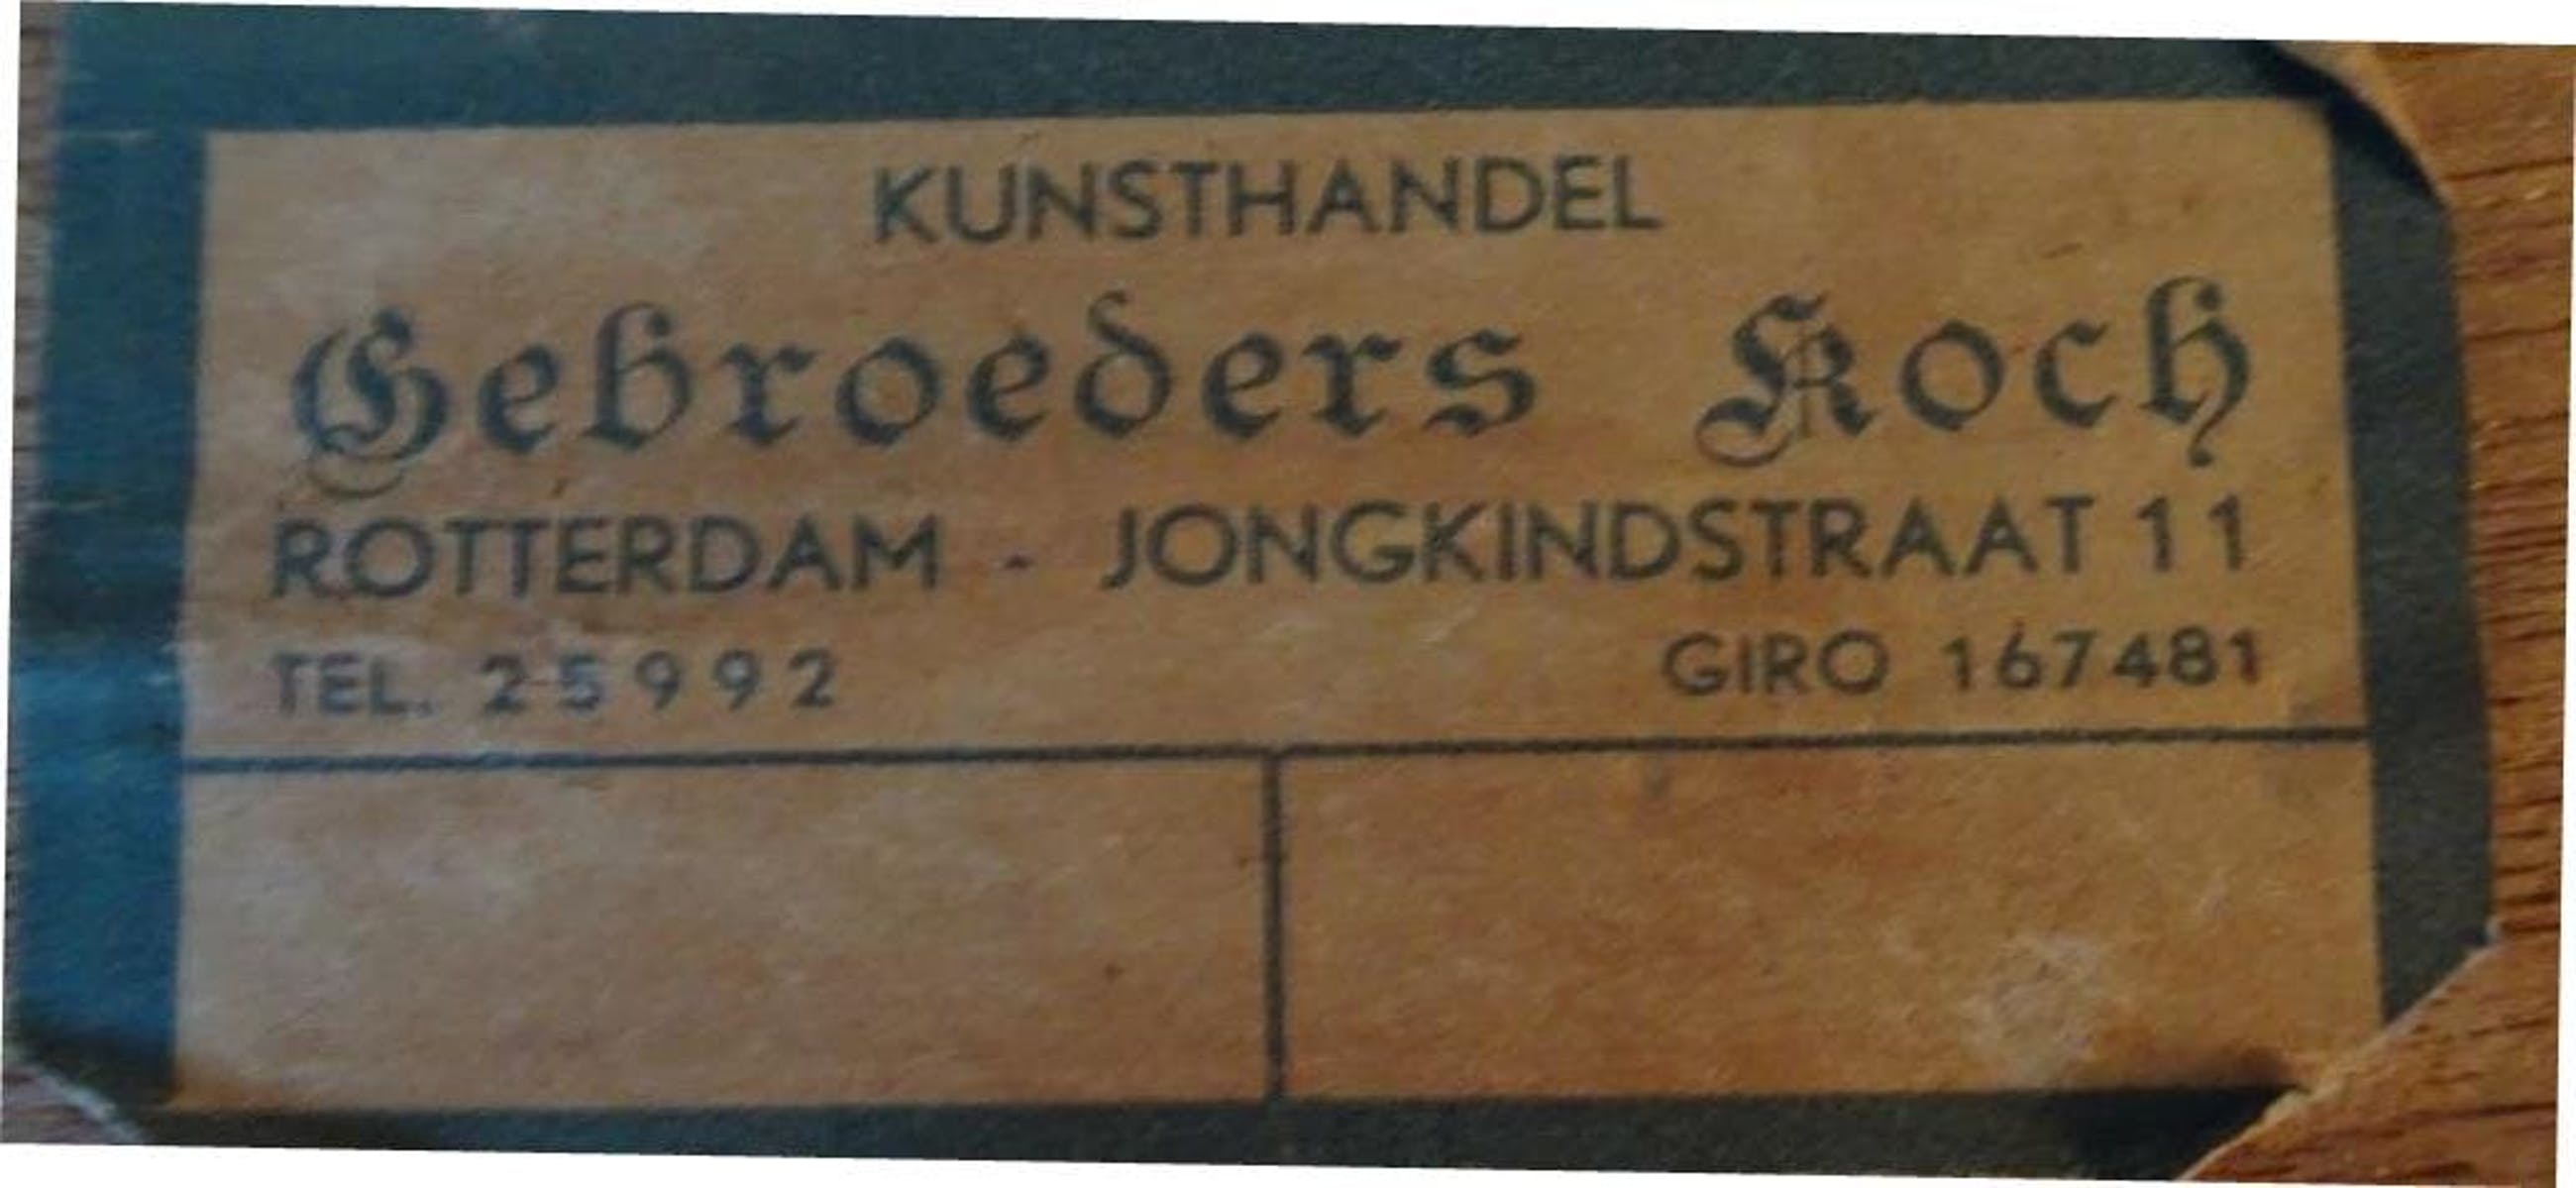 KUNSTHANDEL
Gebroeders Koch
ROTTERDAM - JONGKINDSTRAAT 11
TEL. 25992 GIRO 167481